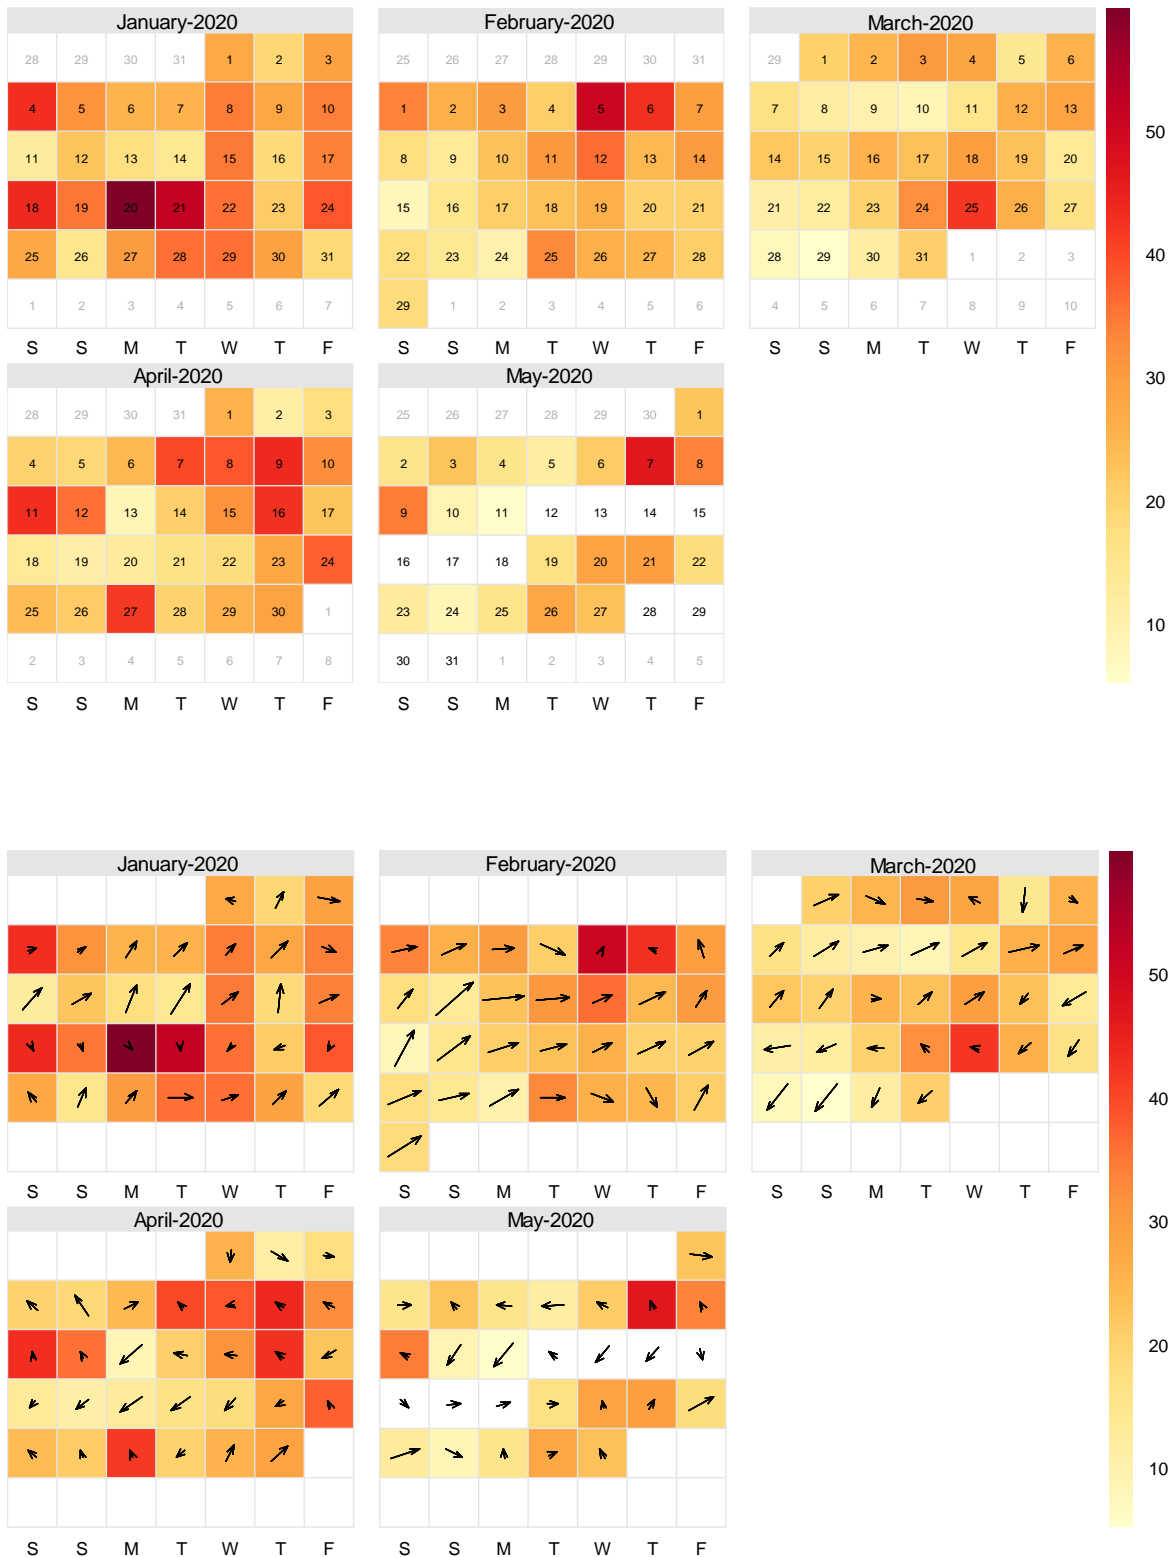 January-2020 February-2020 March-2020
28 29 30 31 1 2 3 25 26 27 28 29 30 31 29 1 2 3 4 5 6
4 5 6 7 8 9 10 1 2 3 4 5 6 7 7 8 9 10 11 12 13
50
11 12 13 14 15 16 17 8 9 10 11 12 13 14 14 15 16 17 18 19 20
18 19 20 21 22 23 24 15 16 17 18 19 20 21 21 22 23 24 25 26 27
40
25 26 27 28 29 30 31 22 23 24 25 26 27 28 28 29 30 31 1 2 3
1 2 3 4 5 6 7 29 1 2 3 4 5 6 4 5 6 7 8 9 10
S S M T W T F S S M T W T F S S M T W T F
April-2020 May-2020
30
28 29 30 31 1 2 3 25 26 27 28 29 30 1
4 5 6 7 8 9 10 2 3 4 5 6 7 8
20
11 12 13 14 15 16 17 9 10 11 12 13 14 15
18 19 20 21 22 23 24 16 17 18 19 20 21 22
25 26 27 28 29 30 1 23 24 25 26 27 28 29
10
2 3 4 5 6 7 8 30 31 1 2 3 4 5
S S M T W T F S S M T W T F
January-2020 February-2020 March-2020
50
40
S S M T W T F S S M T W T F S S M T W T F
April-2020 May-2020
30
20
10
S S M T W T F S S M T W T F